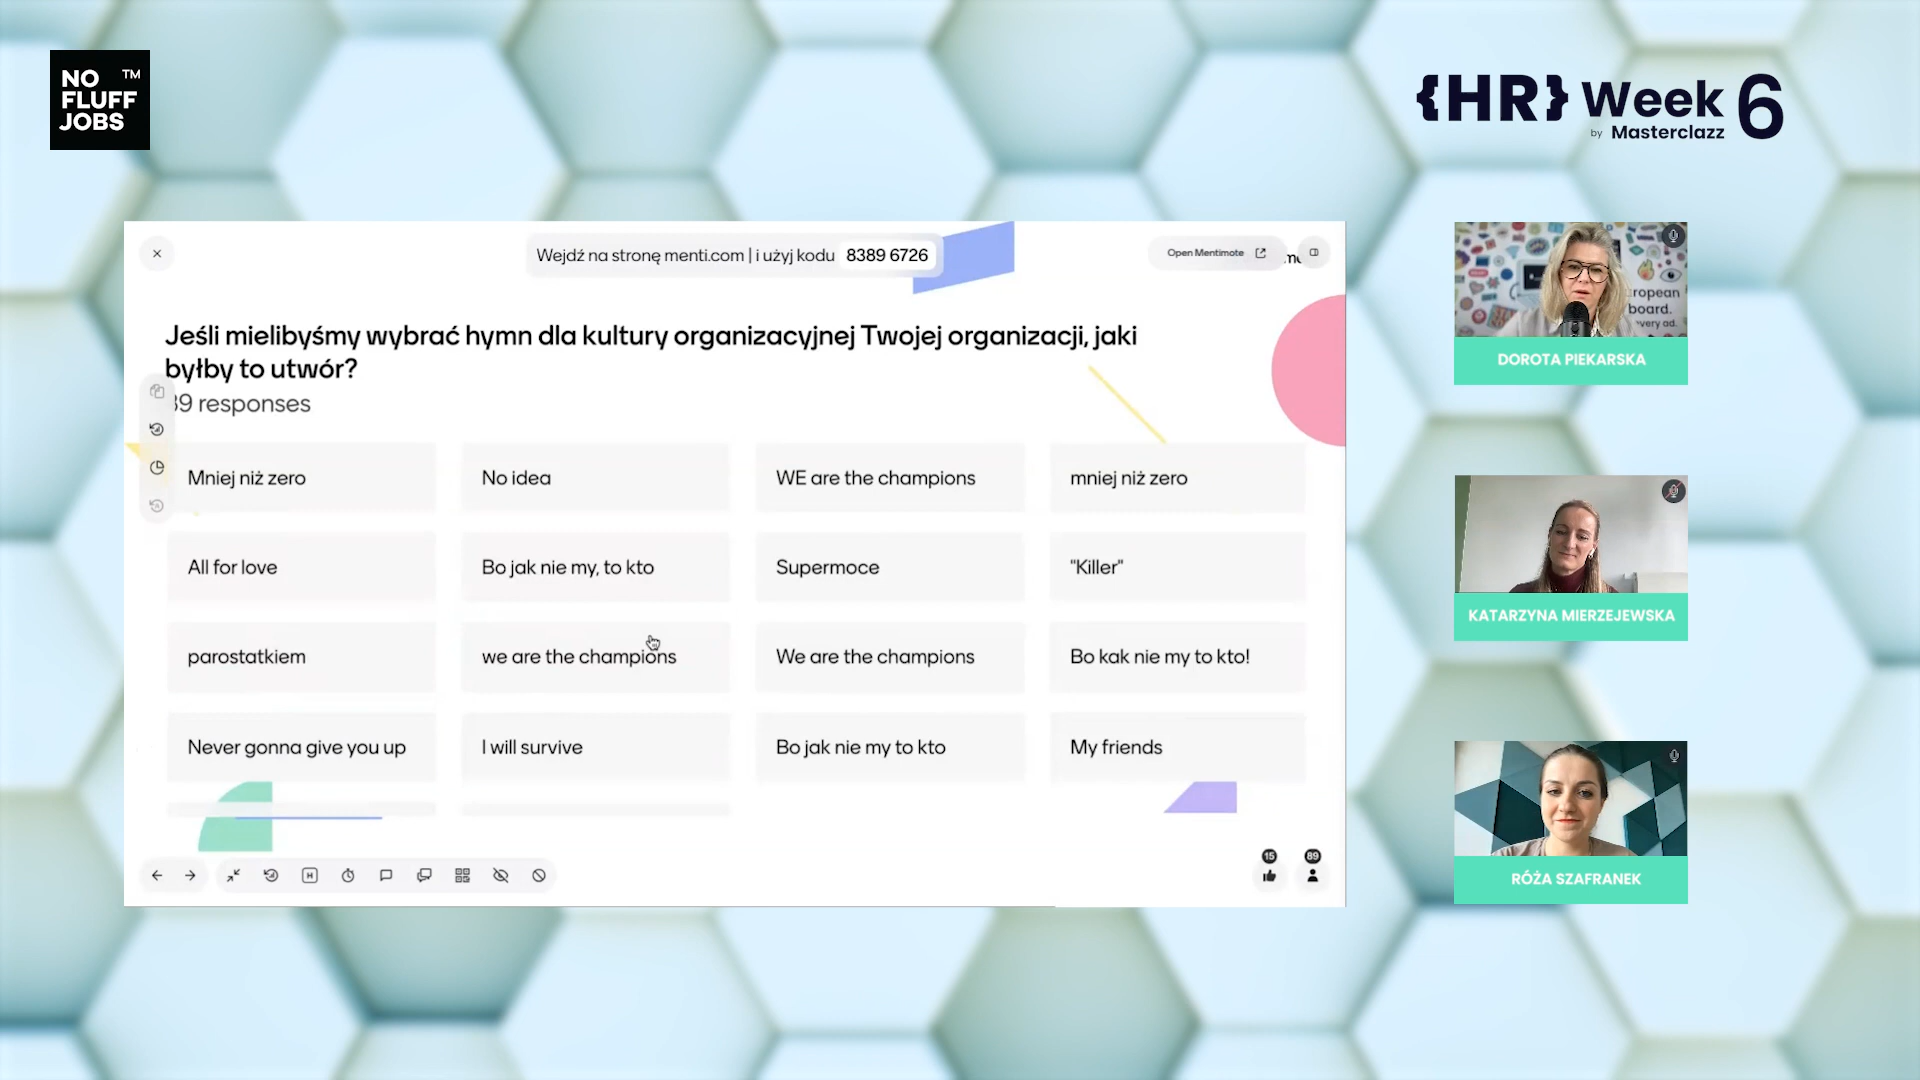 NO TM
FLUFF
JOBS
{HR} Week 6
by Masterclazz
Wejdź na stronę menti.com | i użyj kodu 8389 6726
Open Mentimote
Jeśli mielibyśmy wybrać hymn dla kultury organizacyjnej Twojej organizacji, jaki
byłby to utwór?
39 responses
Mniej niż zero
No idea
WE are the champions
mniej niż zero
All for love
Bo jak nie my, to kto
Supermoce
"Killer"
parostatkiem
we are the champions
We are the champions
Bo kak nie my to kto!
Never gonna give you up
I will survive
Bo jak nie my to kto
My friends
15
89
ropean
board.
very ad.
DOROTA PIEKARSKA
KATARZYNA MIERZEJEWSKA
RÓŻA SZAFRANEK